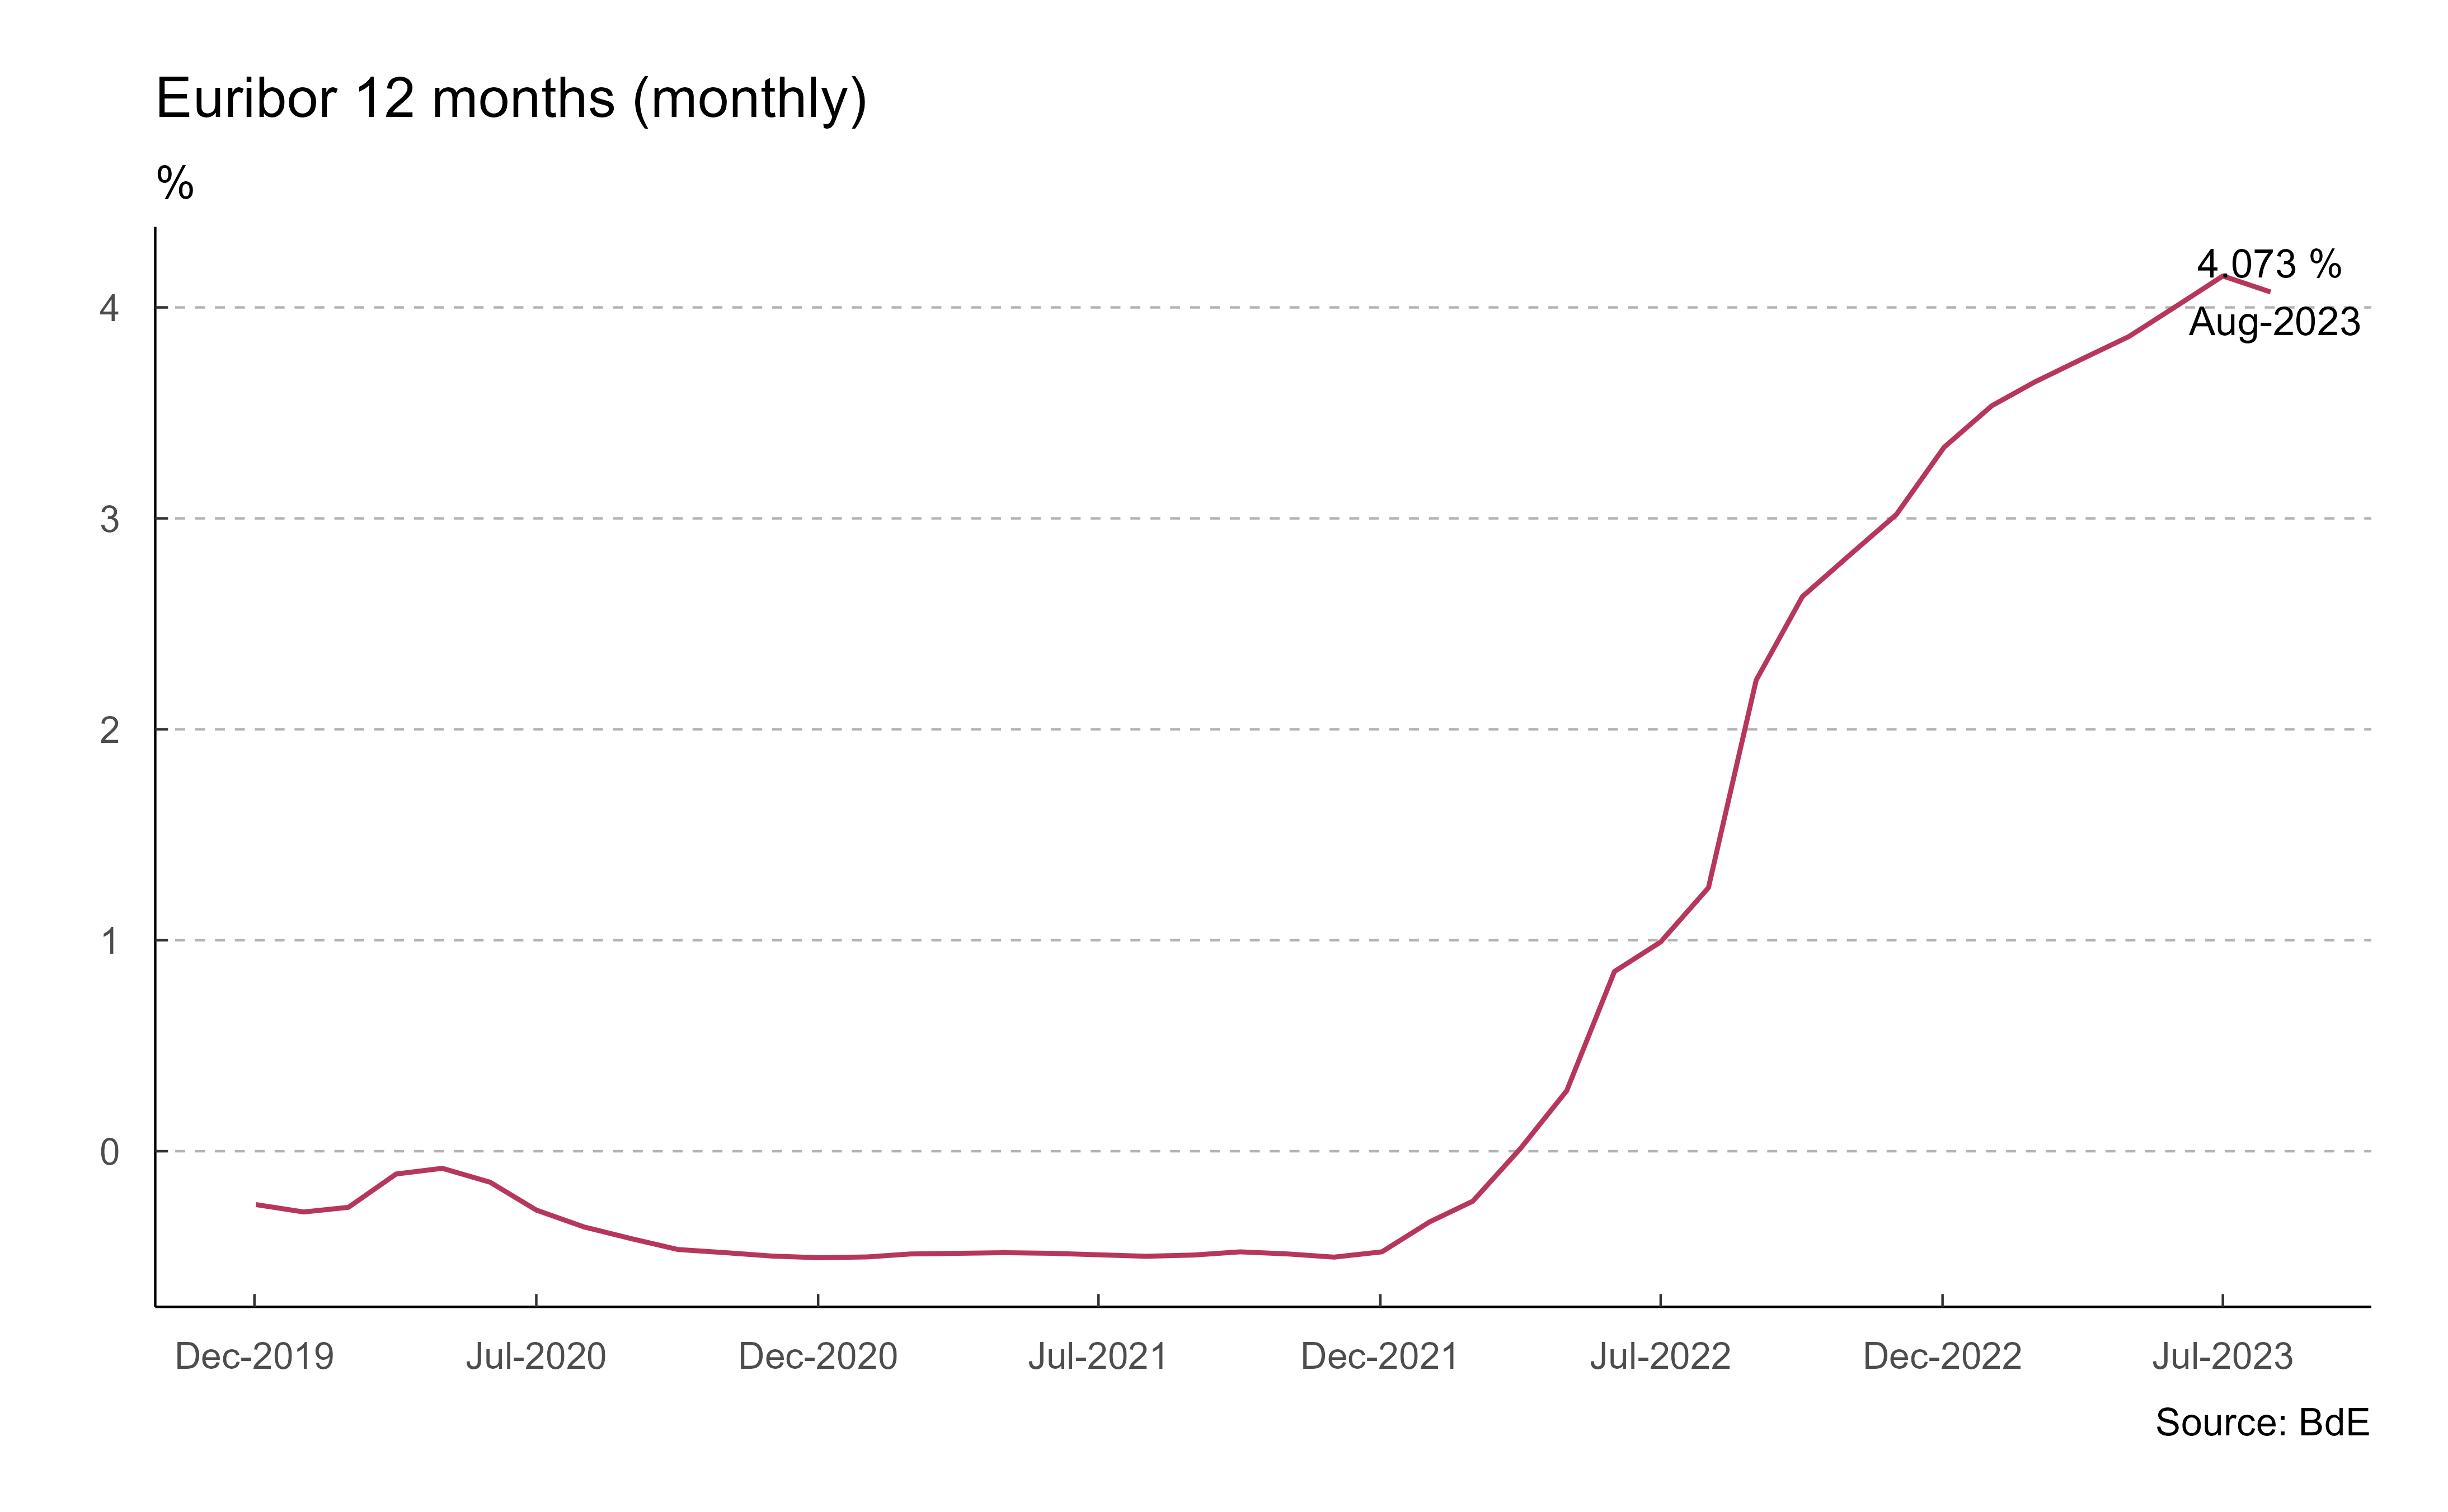 Euribor 12 months (monthly)
%
4.073 %
Aug-2023
4
3
2
1
0
Dec-2019 Jul-2020 Dec-2020 Jul-2021 Dec-2021 Jul-2022 Dec-2022 Jul-2023
Source: BdE